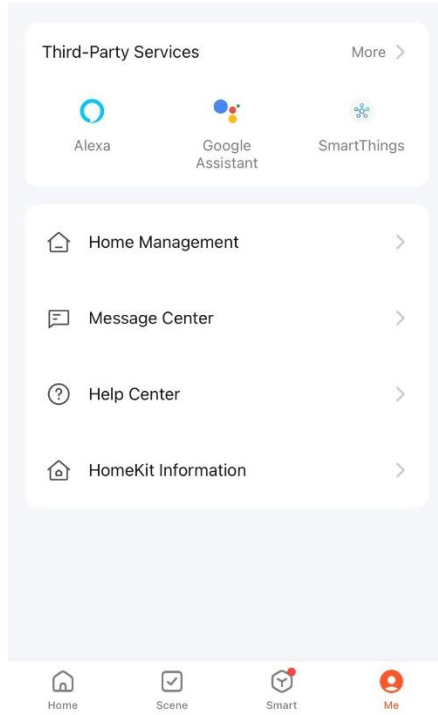 Third-Party Services More
Alexa Google SmartThings
Assistant
Home Management
Message Center
Help Center
HomeKit Information
Home Scene Smart Me